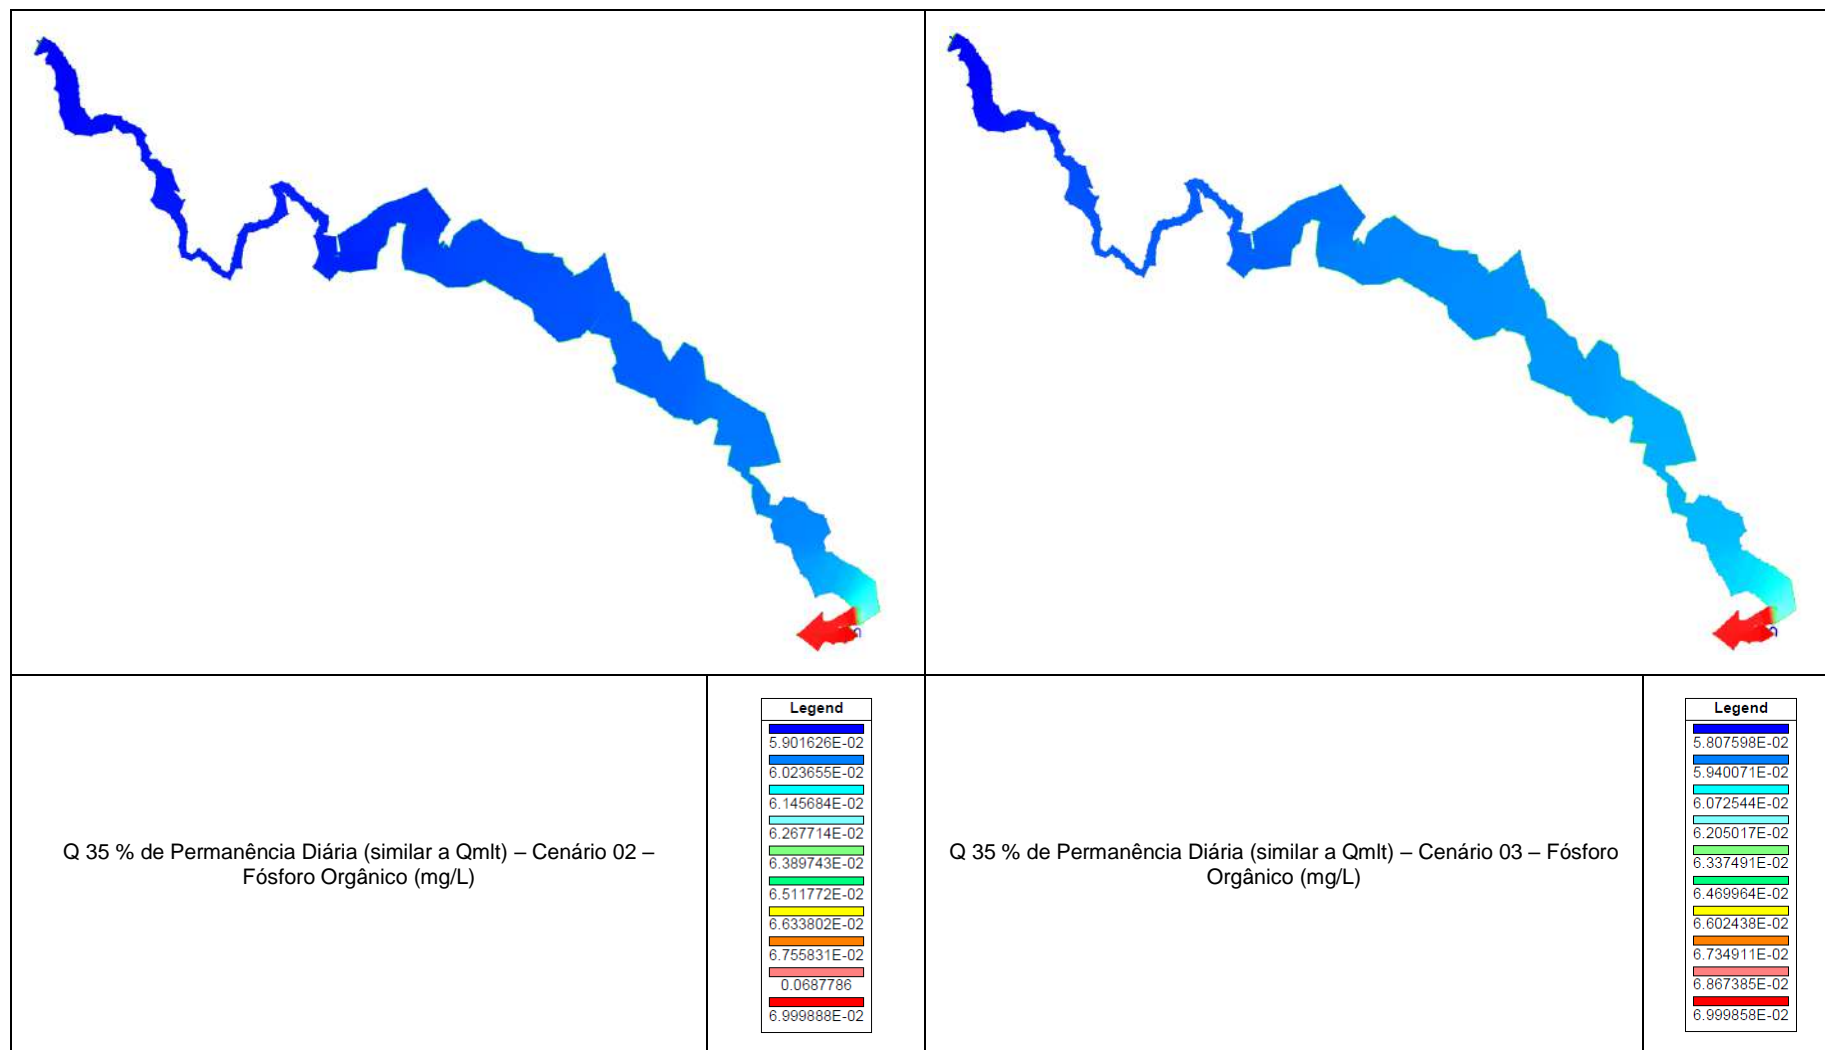 Q 35 % de Permanência Diária (similar a Qmlt) – Cenário 02 –
Fósforo Orgânico (mg/L)
Legend
5.901626E-02
6.023655E-02
6.145684E-02
6.267714E-02
6.389743E-02
6.511772E-02
6.633802E-02
6.755831E-02
0.0687786
6.999888E-02
Q 35 % de Permanência Diária (similar a Qmlt) – Cenário 03 – Fósforo
Orgânico (mg/L)
Legend
5.807598E-02
5.940071E-02
6.072544E-02
6.205017E-02
6.337491E-02
6.469964E-02
6.602438E-02
6.734911E-02
6.867385E-02
6.999858E-02